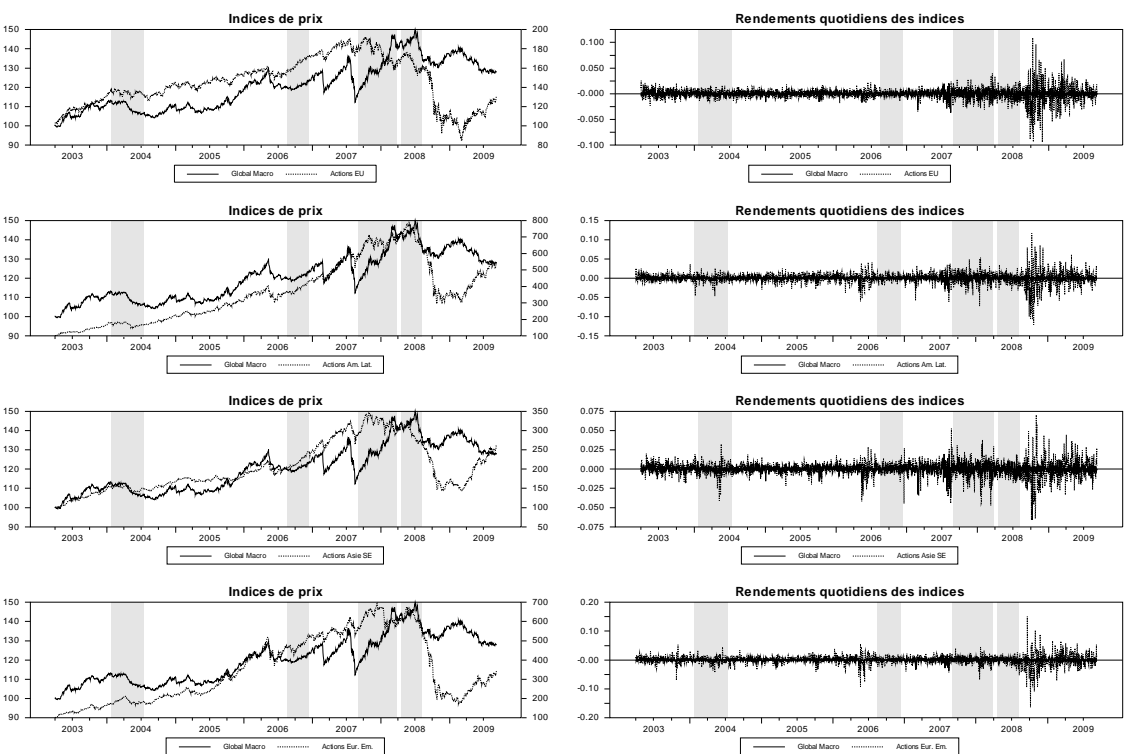 Indices de prix
150 140 130 120 110 100 90
200 180 160 140 120 100 80
2003 2004 2005 2006 2007 2008 2009
Global Macro Actions EU
Rendements quotidiens des indices
0.100 0.050 -0.000 -0.050 -0.100
2003 2004 2005 2006 2007 2008 2009
Global Macro Actions EU
Indices de prix
150 140 130 120 110 100 90
800 700 600 500 400 300 200 100
2003 2004 2005 2006 2007 2008 2009
Global Macro Actions Am. Lat.
Rendements quotidiens des indices
0.15 0.10 0.05 0.00 -0.05 -0.10 -0.15
2003 2004 2005 2006 2007 2008 2009
Global Macro Actions Am. Lat.
Indices de prix
150 140 130 120 110 100 90
350 300 250 200 150 100 50
2003 2004 2005 2006 2007 2008 2009
Global Macro Actions Asie SE
Rendements quotidiens des indices
0.075 0.050 0.025 0.000 -0.025 -0.050 -0.075
2003 2004 2005 2006 2007 2008 2009
Global Macro Actions Asie SE
Indices de prix
150 140 130 120 110 100 90
700 600 500 400 300 200 100
2003 2004 2005 2006 2007 2008 2009
Global Macro Actions Eur. Em.
Rendements quotidiens des indices
0.20 0.10 -0.00 -0.10 -0.20
2003 2004 2005 2006 2007 2008 2009
Global Macro Actions Eur. Em.